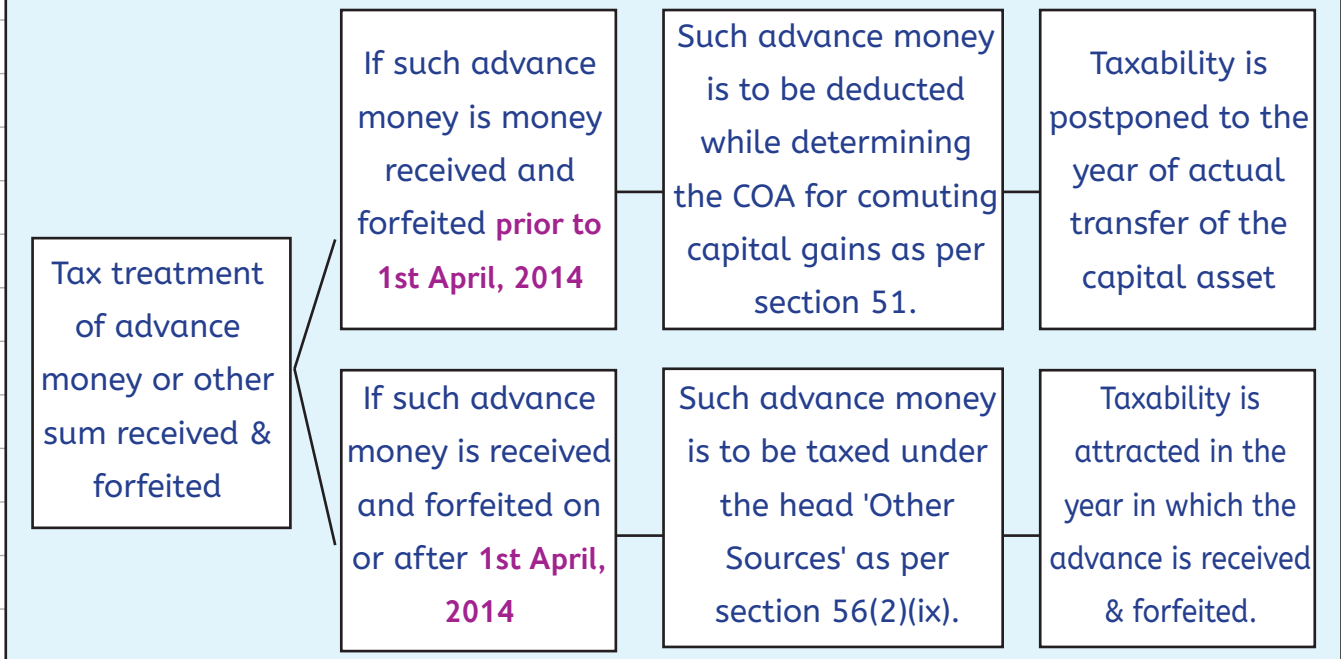 Tax treatment
of advance
money or other
sum received &
forfeited
If such advance
money is money
received and
forfeited prior to
1st April, 2014
Such advance money
is to be deducted
while determining
the COA for comuting
capital gains as per
section 51.
Taxability is
postponed to the
year of actual
transfer of the
capital asset
If such advance
money is received
and forfeited on
or after 1st April,
2014
Such advance money
is to be taxed under
the head 'Other
Sources' as per
section 56(2)(ix).
Taxability is
attracted in the
year in which the
advance is received
& forfeited.